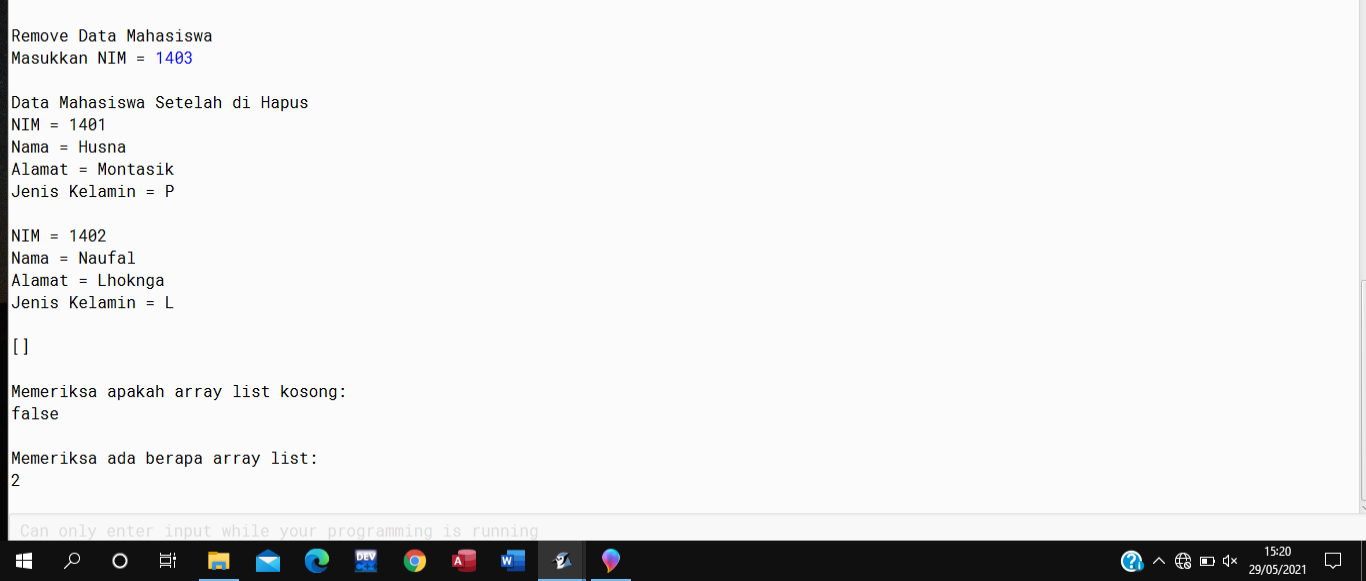 Remove Data Mahasiswa
Masukkan NIM = 1403
Data Mahasiswa Setelah di Hapus
NIM = 1401
Nama = Husna
Alamat = Montasik
Jenis Kelamin = P
NIM = 1402
Nama = Naufal
Alamat = Lhoknga
Jenis Kelamin = L
[]
Memeriksa apakah array list kosong:
false
Memeriksa ada berapa array list:
2
Can only enter input while your programming is running
DEV
C++
A
W
15:20
29/05/2021